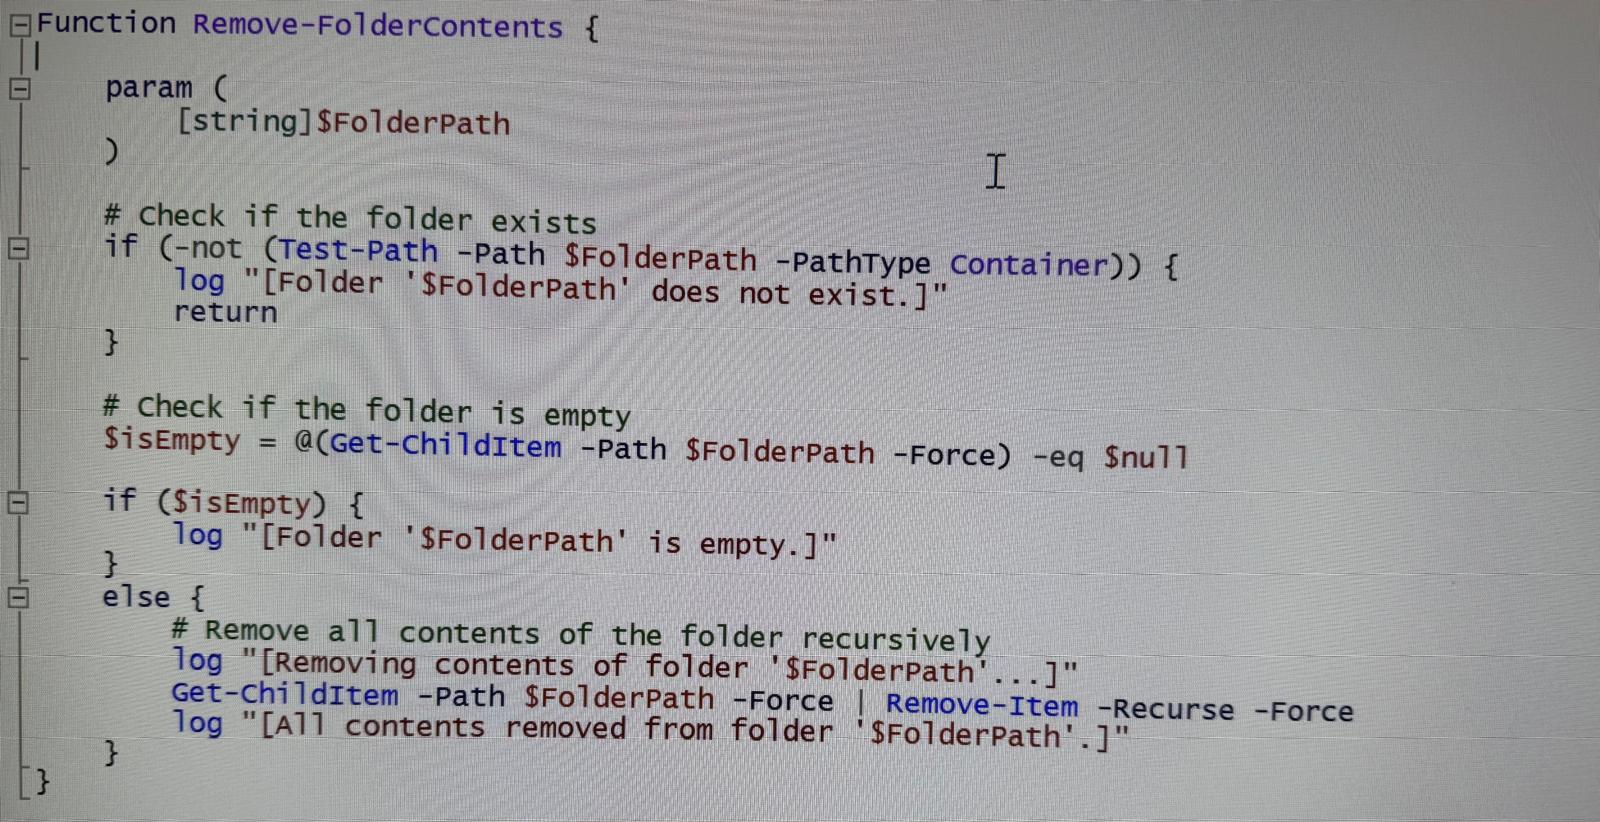 Function Remove-FolderContents {
param (
[string]$FolderPath
)
# Check if the folder exists
if (-not (Test-Path -Path $FolderPath -PathType Container)) {
log "[Folder '$FolderPath' does not exist.]"
return
}
# Check if the folder is empty
$isEmpty = @(Get-ChildItem -Path $FolderPath -Force) -eq $null
if ($isEmpty) {
log "[Folder '$FolderPath' is empty.]"
}
else {
# Remove all contents of the folder recursively
log "[Removing contents of folder '$FolderPath'...]"
Get-ChildItem -Path $FolderPath -Force | Remove-Item -Recurse -Force
log "[All contents removed from folder '$FolderPath'.]"
}
}